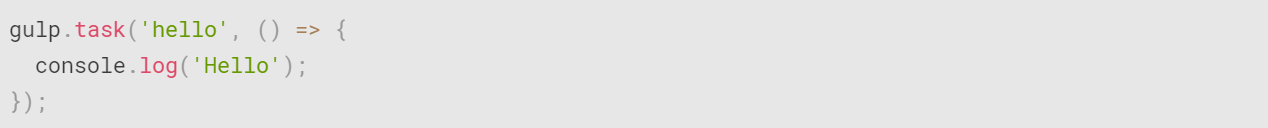 gulp.task('hello', () => {
  console.log('Hello');
});